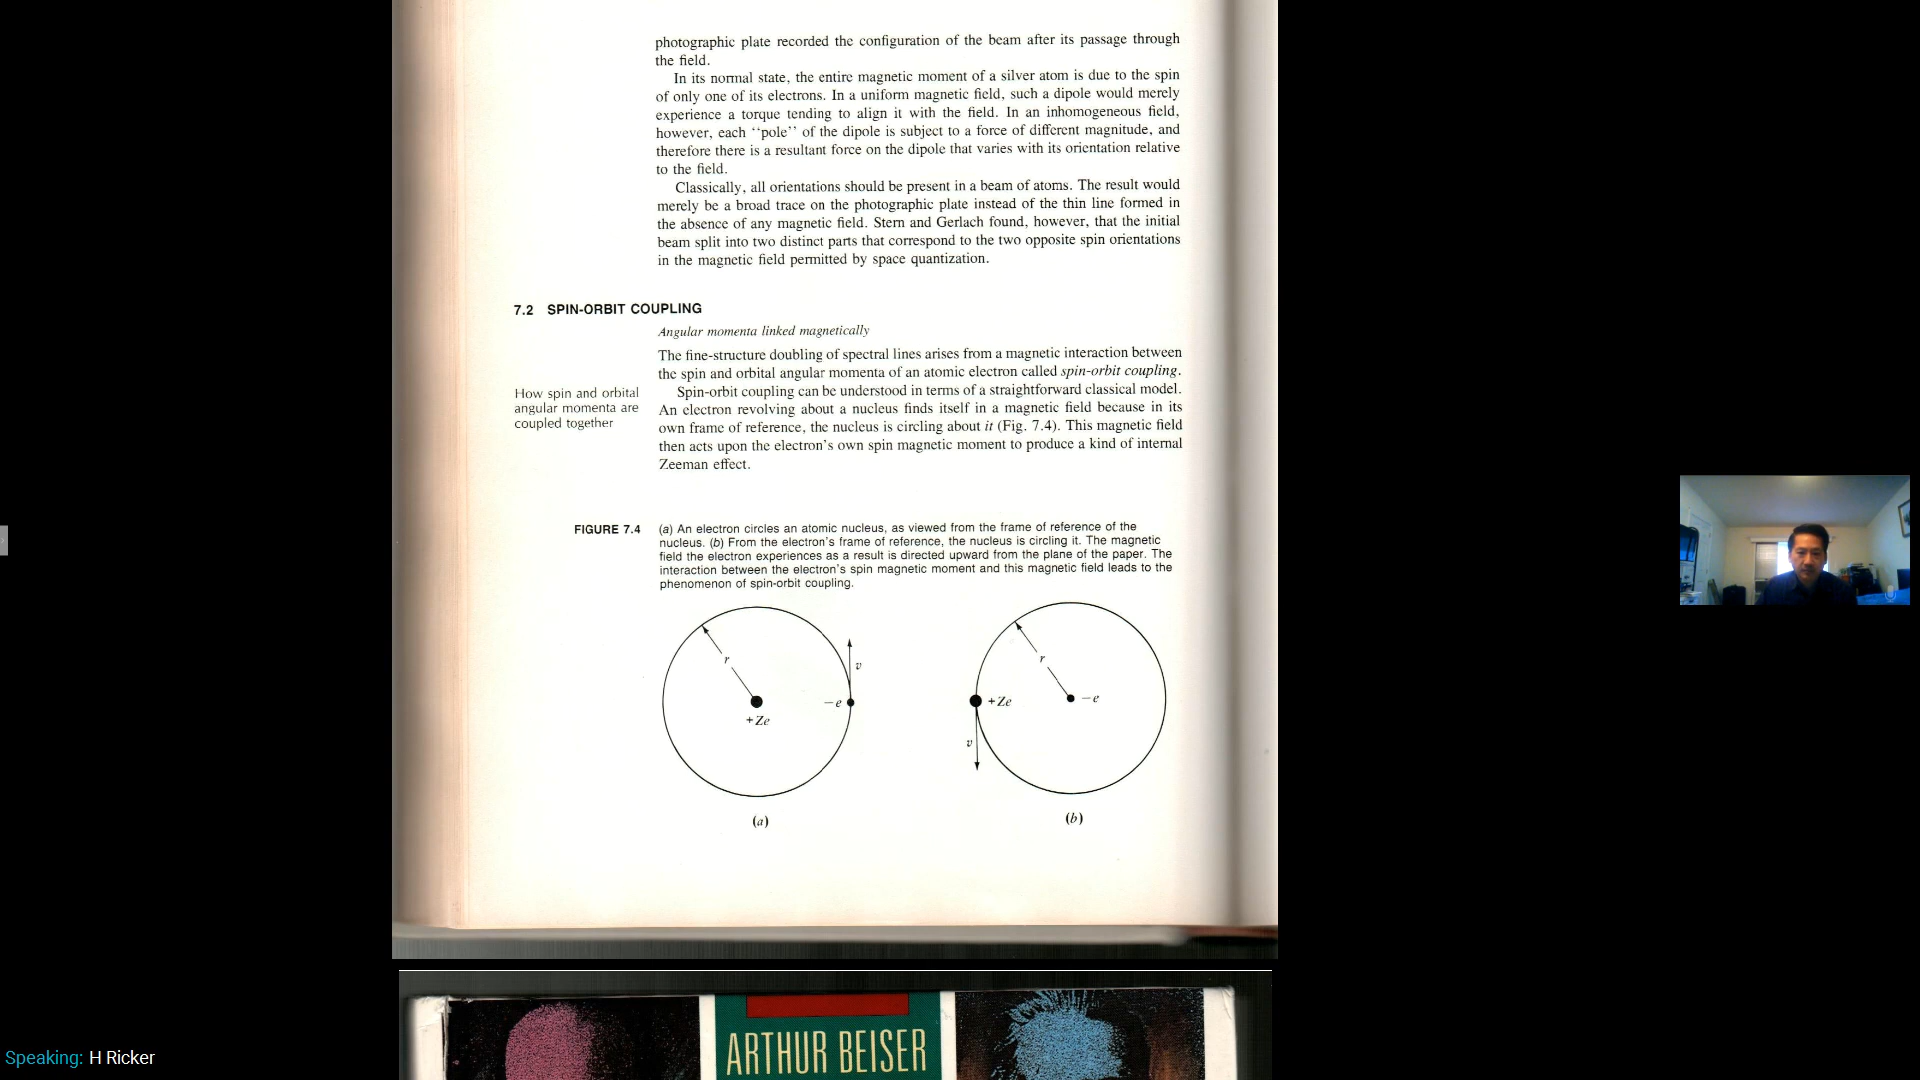 photographic plate recorded the configuration of the beam after its passage through
the field.
In its normal state, the entire magnetic moment of a silver atom is due to the spin
of only one of its electrons. In a uniform magnetic field, such a dipole would merely
experience a torque tending to align it with the field. In an inhomogeneous field,
however, each ‘‘pole’’ of the dipole is subject to a force of different magnitude, and
therefore there is a resultant force on the dipole that varies with its orientation relative
to the field.
Classically, all orientations should be present in a beam of atoms. The result would
merely be a broad trace on the photographic plate instead of the thin line formed in
the absence of any magnetic field. Stern and Gerlach found, however, that the initial
beam split into two distinct parts that correspond to the two opposite spin orientations
in the magnetic field permitted by space quantization.
7.2 SPIN-ORBIT COUPLING
Angular momenta linked magnetically
The fine-structure doubling of spectral lines arises from a magnetic interaction between
the spin and orbital angular momenta of an atomic electron called spin-orbit coupling.
How spin and orbital
angular momenta are
coupled together
Spin-orbit coupling can be understood in terms of a straightforward classical model.
An electron revolving about a nucleus finds itself in a magnetic field because in its
own frame of reference, the nucleus is circling about it (Fig. 7.4). This magnetic field
then acts upon the electron's own spin magnetic moment to produce a kind of internal
Zeeman effect.
FIGURE 7.4 (a) An electron circles an atomic nucleus, as viewed from the frame of reference of the
nucleus. (b) From the electron's frame of reference, the nucleus is circling it. The magnetic
field the electron experiences as a result is directed upward from the plane of the paper. The
interaction between the electron's spin magnetic moment and this magnetic field leads to the
phenomenon of spin-orbit coupling.
r
v
−e
+Ze
(a)
r
+Ze
−e
v
(b)
ARTHUR BEISER
Speaking: H Ricker